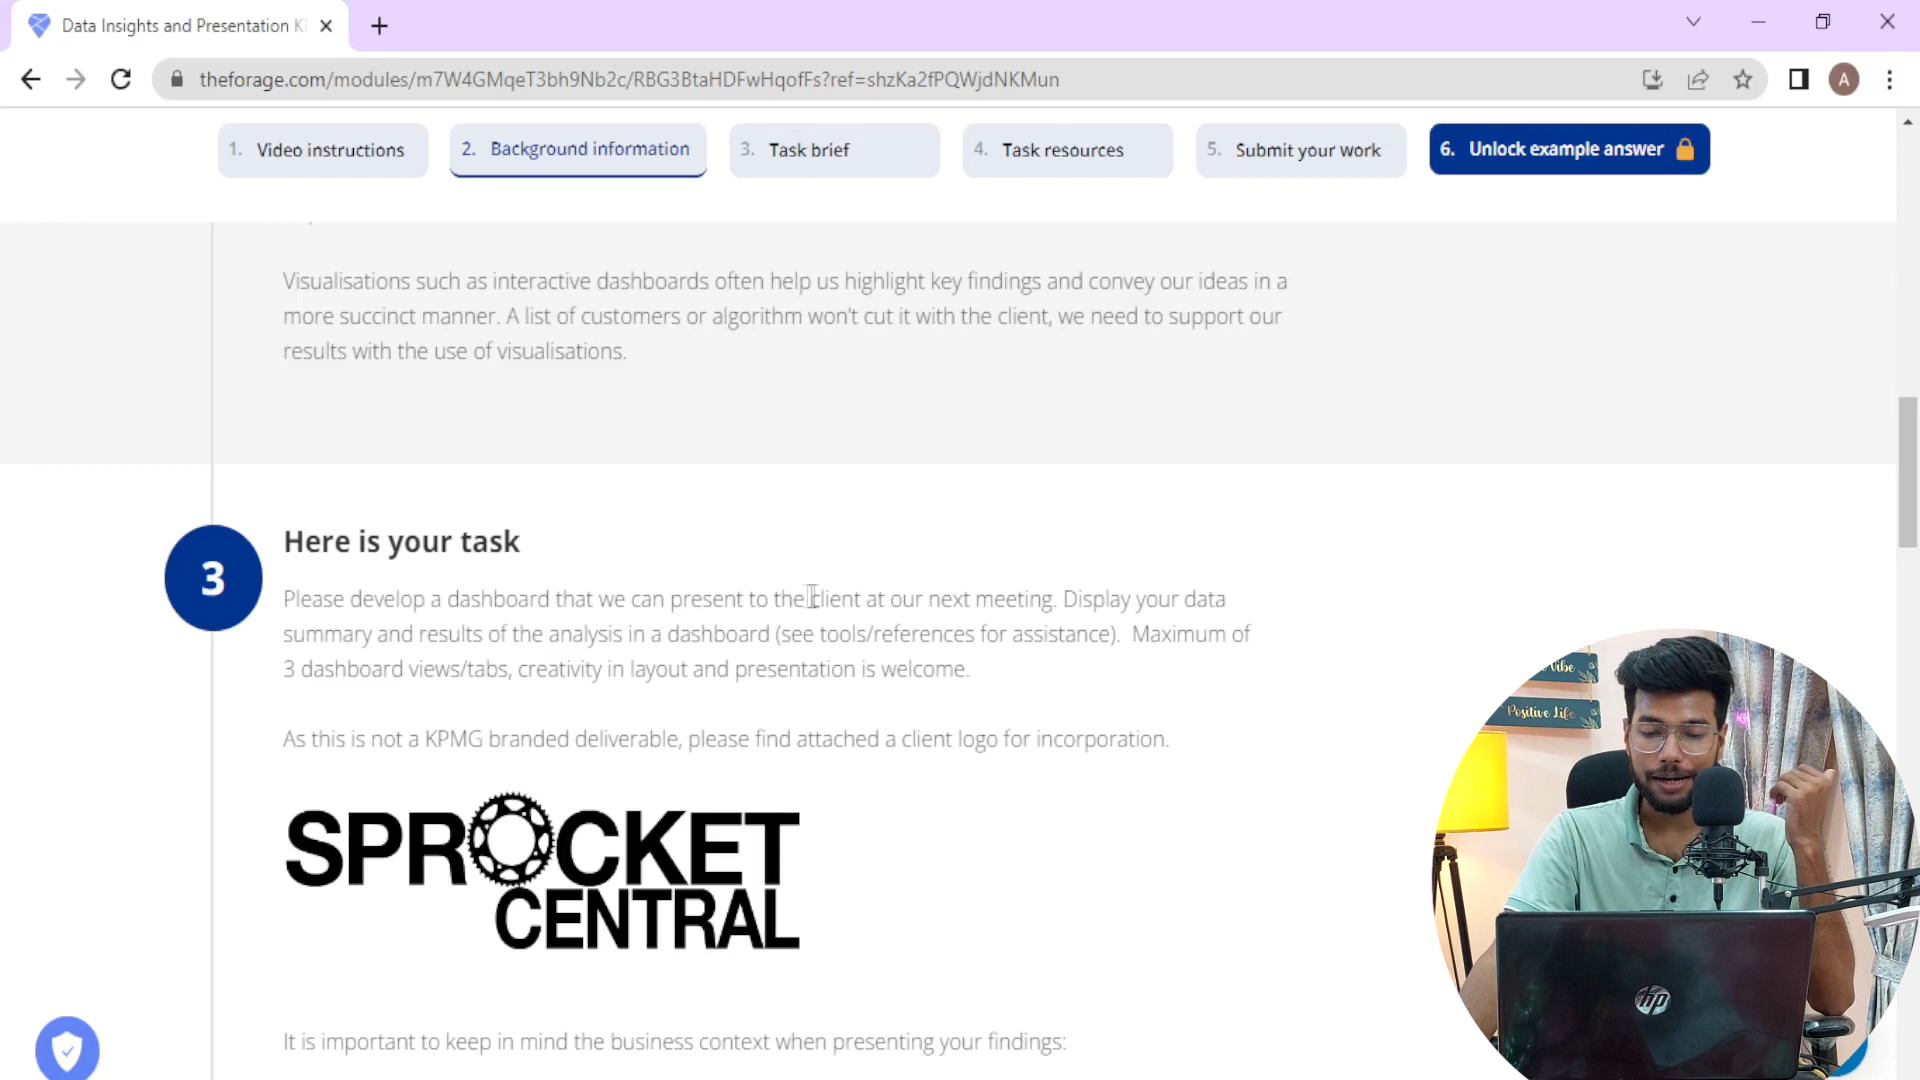 Data Insights and Presentation K
theforage.com/modules/m7W4GMqeT3bh9Nb2c/RBG3BtaHDFwHqofFs?ref=shzKa2fPQWjdNKMun
A
1. Video instructions
2. Background information
3. Task brief
4. Task resources
5. Submit your work
6. Unlock example answer
Visualisations such as interactive dashboards often help us highlight key findings and convey our ideas in a
more succinct manner. A list of customers or algorithm won't cut it with the client, we need to support our
results with the use of visualisations.
3
Here is your task
Please develop a dashboard that we can present to the client at our next meeting. Display your data
summary and results of the analysis in a dashboard (see tools/references for assistance).  Maximum of
3 dashboard views/tabs, creativity in layout and presentation is welcome.
As this is not a KPMG branded deliverable, please find attached a client logo for incorporation.
SPROCKET
CENTRAL
It is important to keep in mind the business context when presenting your findings:
Vibe
Positive Life
hp